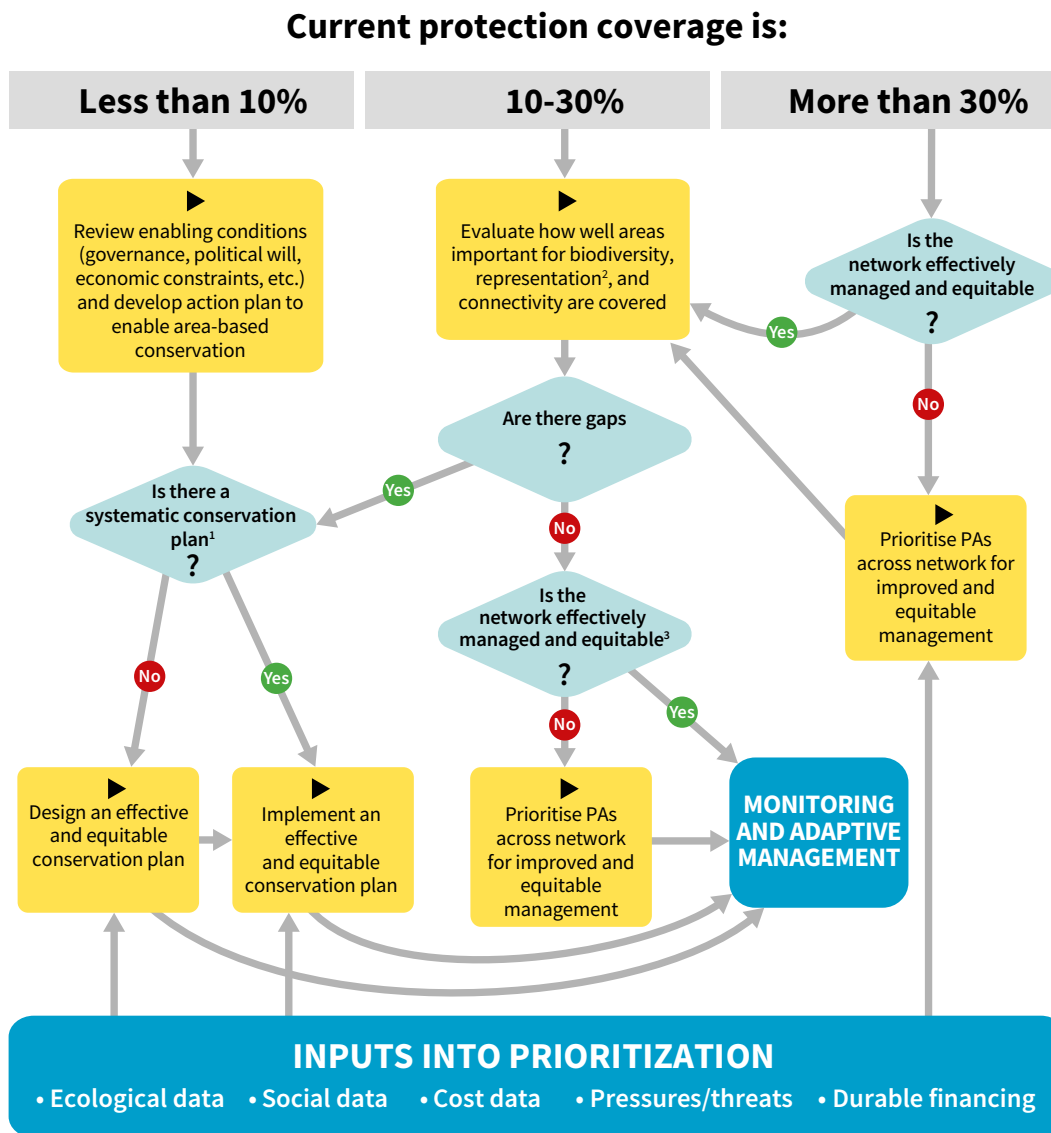 Current protection coverage is:
Less than 10%
10-30%
More than 30%
Review enabling conditions
(governance, political will,
economic constraints, etc.)
and develop action plan to
enable area-based
conservation
Evaluate how well areas
important for biodiversity,
representation², and
connectivity are covered
Is the
network effectively
managed and equitable
?
Yes
No
Are there gaps
?
Yes
No
Is there a
systematic conservation
plan¹
?
No
Yes
Is the
network effectively
managed and equitable³
?
No
Yes
Prioritise PAs
across network for
improved and
equitable
management
Design an effective
and equitable
conservation plan
Implement an
effective
and equitable
conservation plan
Prioritise PAs
across network
for improved and
equitable
management
MONITORING
AND ADAPTIVE
MANAGEMENT
INPUTS INTO PRIORITIZATION
• Ecological data • Social data • Cost data • Pressures/threats • Durable financing